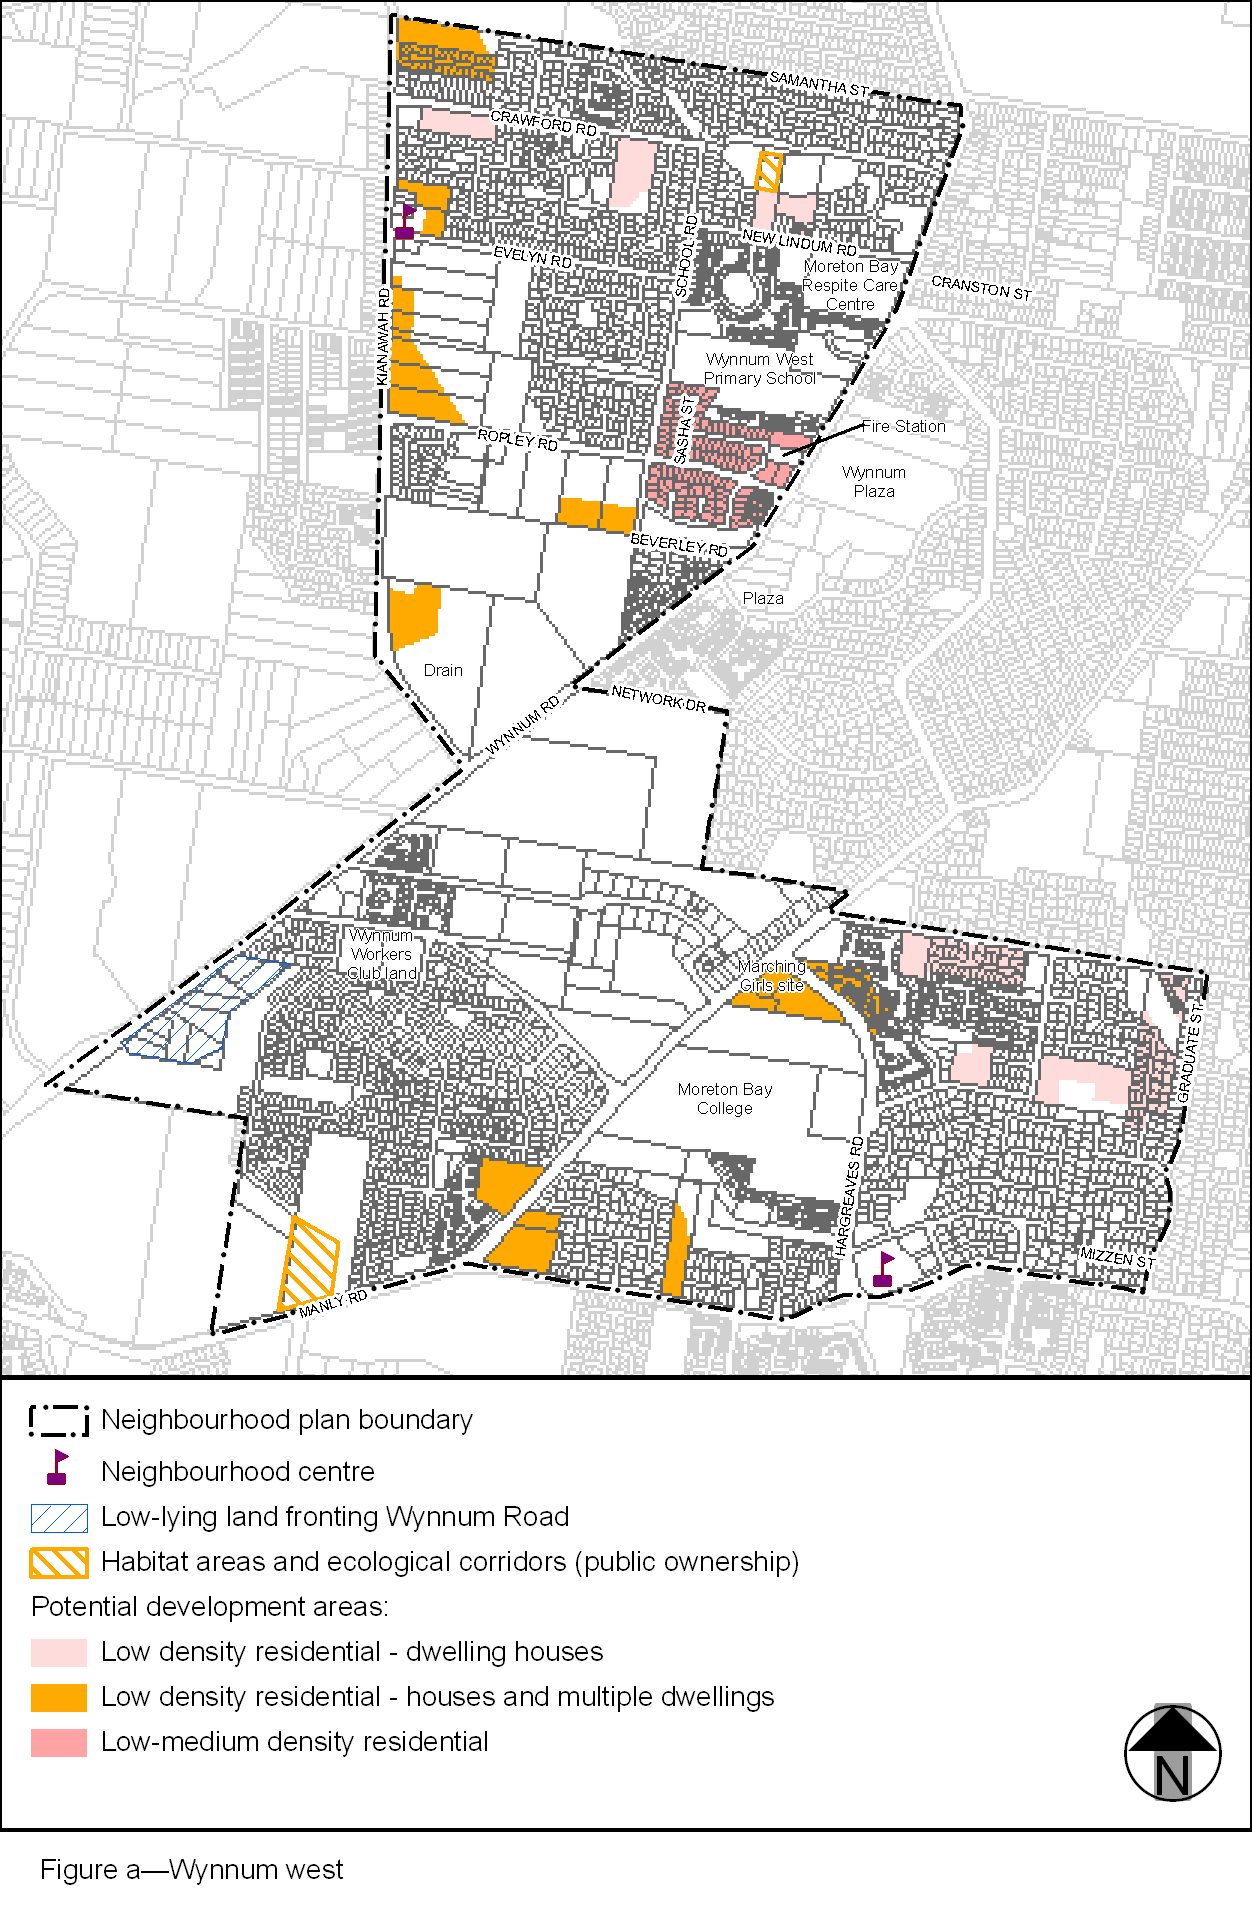 SAMANTHA ST
CRAWFORD RD
SCHOOL RD
NEW LINDUM RD
EVELYN RD
Moreton Bay
Respite Care
Centre
CRANSTON ST
KIANAWAH RD
Wynnum West
Primary School
SASHA ST
Fire Station
ROPLEY RD
Wynnum
Plaza
BEVERLEY RD
Plaza
Drain
NETWORK DR
WYNNUM RD
Wynnum
Workers
Club land
Marching
Girls site
GRADUATE ST
Moreton Bay
College
HARGREAVES RD
MIZZEN ST
MANLY RD
Neighbourhood plan boundary
Neighbourhood centre
Low-lying land fronting Wynnum Road
Habitat areas and ecological corridors (public ownership)
Potential development areas:
Low density residential - dwelling houses
Low density residential - houses and multiple dwellings
Low-medium density residential
N
Figure a—Wynnum west